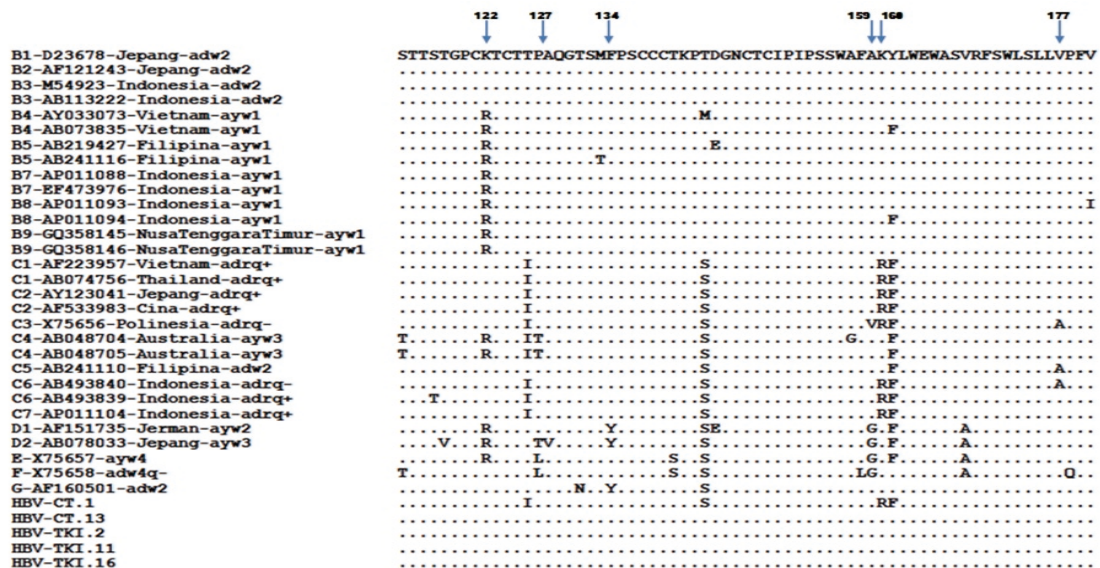 122 127 134 159 160 177
B1-D23678-Jepang-adw2 STTSTGPCKTCTTPAQGTSMFPSCCCTKPTDGNCTCIPIPSSWAFAKYLWEWASVRFSWLSLLVPFV
B2-AF121243-Jepang-adw2 ...................................................................
B3-M54923-Indonesia-adw2 ...................................................................
B3-AB113222-Indonesia-adw2 ...................................................................
B4-AY033073-Vietnam-ayw1 ........R....................M.....................................
B4-AB073835-Vietnam-ayw1 ........R......................................F...................
B5-AB219427-Filipina-ayw1 ........R.....................E....................................
B5-AB241116-Filipina-ayw1 ........R..........T...............................................
B7-AP011088-Indonesia-ayw1 ........R..........................................................
B7-EF473976-Indonesia-ayw1 ........R..........................................................
B8-AP011093-Indonesia-ayw1 ........R.........................................................I
B8-AP011094-Indonesia-ayw1 ........R......................................F...................
B9-GQ358145-NusaTenggaraTimur-ayw1 ........R..........................................................
B9-GQ358146-NusaTenggaraTimur-ayw1 ........R..........................................................
C1-AF223957-Vietnam-adrq+ ............I................S................RF...................
C1-AB074756-Thailand-adrq+ ............I................S................RF...................
C2-AY123041-Jepang-adrq+ ............I................S................RF...................
C2-AF533983-Cina-adrq+ ............I................S................RF...................
C3-X75656-Polinesia-adrq- ............I................S...............VRF...............A...
C4-AB048704-Australia-ayw3 T.......R...IT...............S.............G...F...................
C4-AB048705-Australia-ayw3 T.......R...IT...............S.................F...................
C5-AB241110-Filipina-adw2 .............................S.................F...............A...
C6-AB493840-Indonesia-adrq- ............I................S................RF...............A...
C6-AB493839-Indonesia-adrq+ ...T........I................S................RF...................
C7-AP011104-Indonesia-adrq+ ............I................S................RF...................
D1-AF151735-Jerman-ayw2 ........R...........Y........SE..............G.F......A............
D2-AB078033-Jepang-ayw3 ....V...R....TV.....Y........................G.F......A............
E-X75657-ayw4 ........R....L............S..S...............G.F......A............
F-X75658-adw4q- T............L............S..S..............LG........A.........Q..
G-AF160501-adw2 .................N..Y........S.....................................
HBV-CT.1 ............I................S................RF...................
HBV-CT.13 ...................................................................
HBV-TKI.2 ...................................................................
HBV-TKI.11 ...................................................................
HBV-TKI.16 ...................................................................